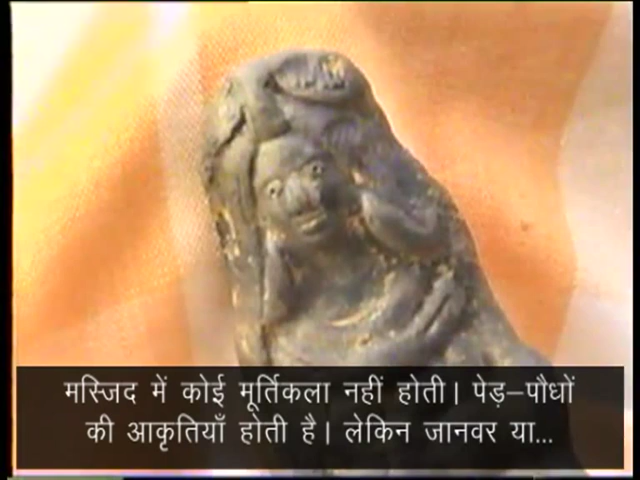 मस्जिद में कोई मूर्तिकला नहीं होती। पेड़–पौधों
की आकृतियाँ होती है। लेकिन जानवर या...